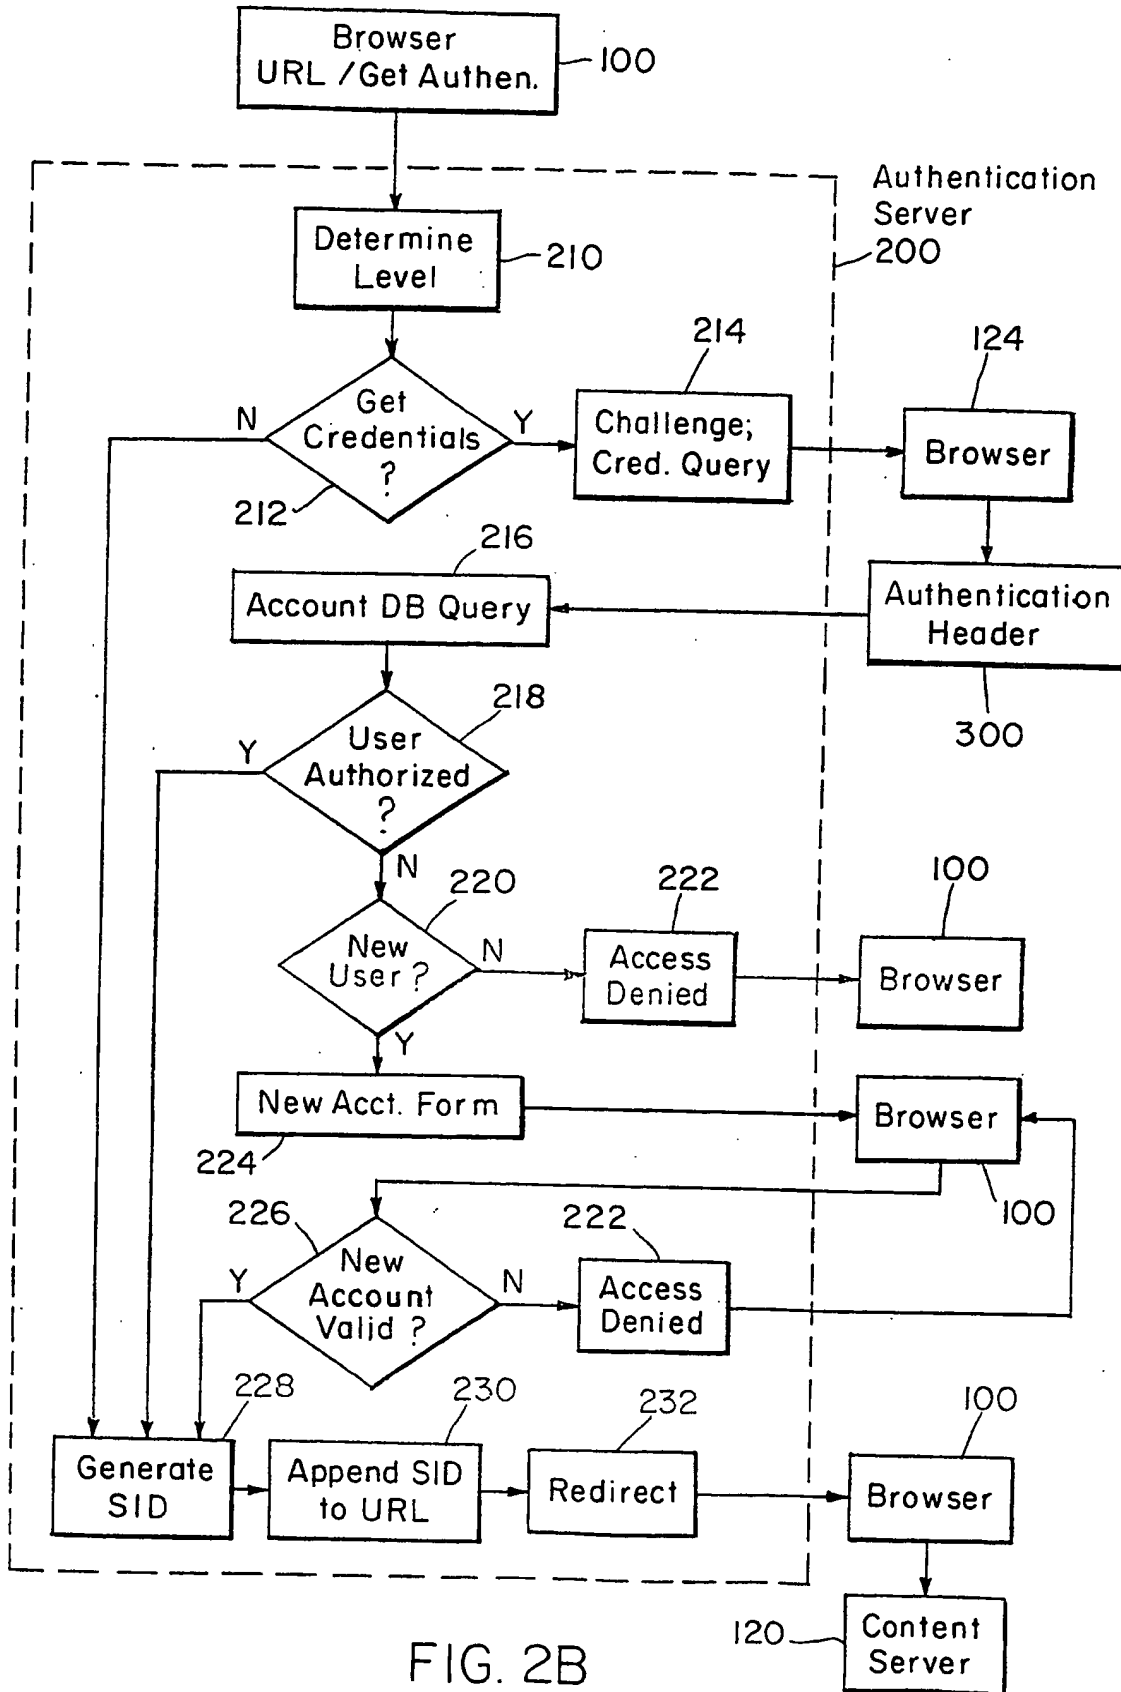 Browser
URL /Get Authen.
100
Authentication
Server
200
Determine
Level
210
214
124
N
Get
Credentials
?
Y
212
Challenge;
Cred. Query
Browser
216
Account DB Query
Authentication
Header
300
218
Y
User
Authorized
?
N
220
222
100
New
User ?
N
Access
Denied
Browser
Y
New Acct. Form
224
Browser
100
226
222
Y
New
Account
Valid ?
N
Access
Denied
228
230
232
100
Generate
SID
Append SID
to URL
Redirect
Browser
120
Content
Server
FIG. 2B